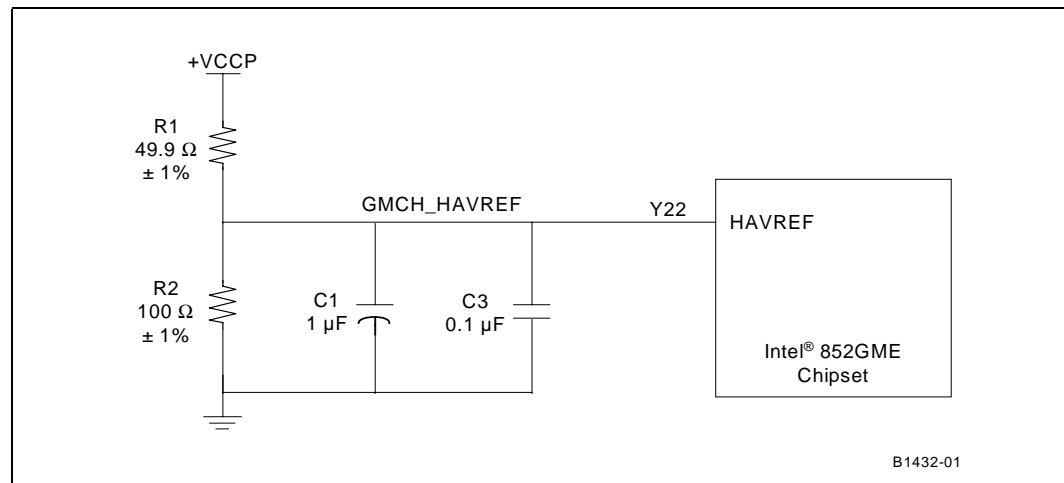 +VCCP
R1
49.9 Ω
± 1%
GMCH_HAVREF
Y22
HAVREF
R2
100 Ω
± 1%
C1
1 µF
C3
0.1 µF
Intel® 852GME
Chipset
B1432-01